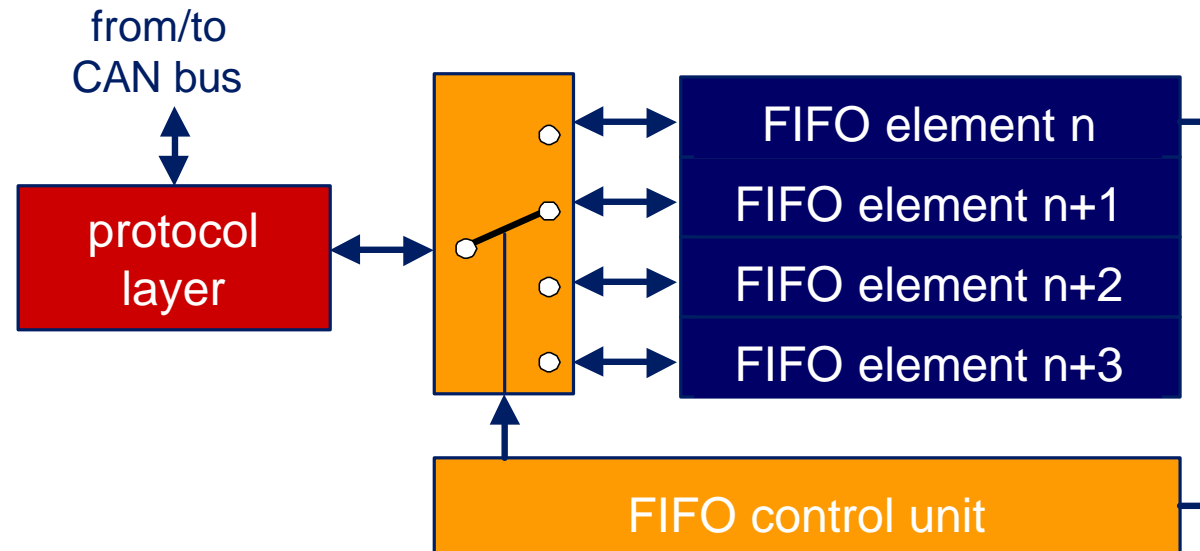 from/to
CAN bus
protocol
layer
FIFO element n
FIFO element n+1
FIFO element n+2
FIFO element n+3
FIFO control unit